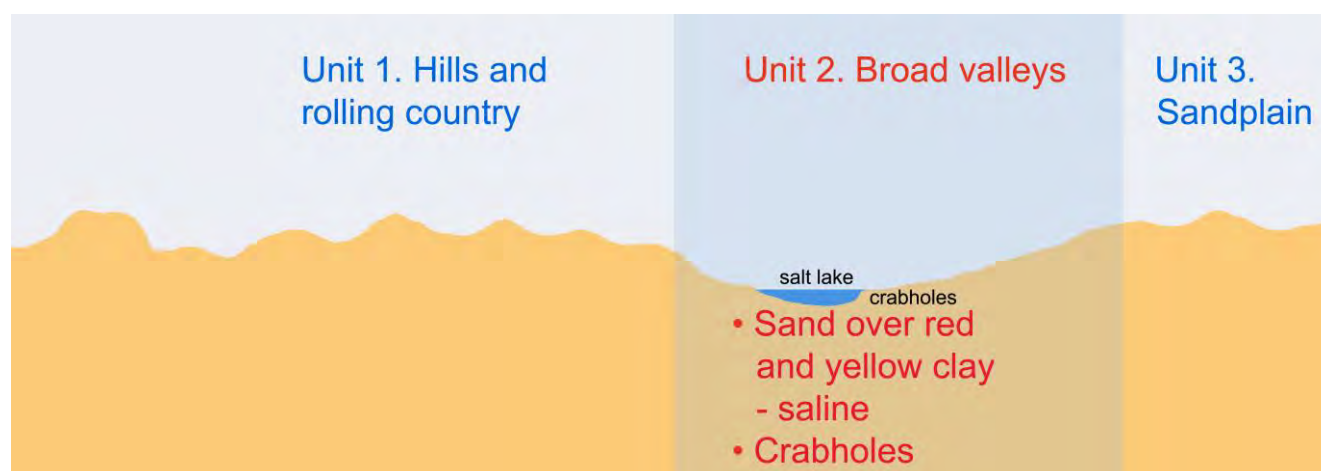 Unit 1. Hills and
rolling country
Unit 2. Broad valleys
Unit 3.
Sandplain
salt lake
crabholes
• Sand over red
and yellow clay
- saline
• Crabholes